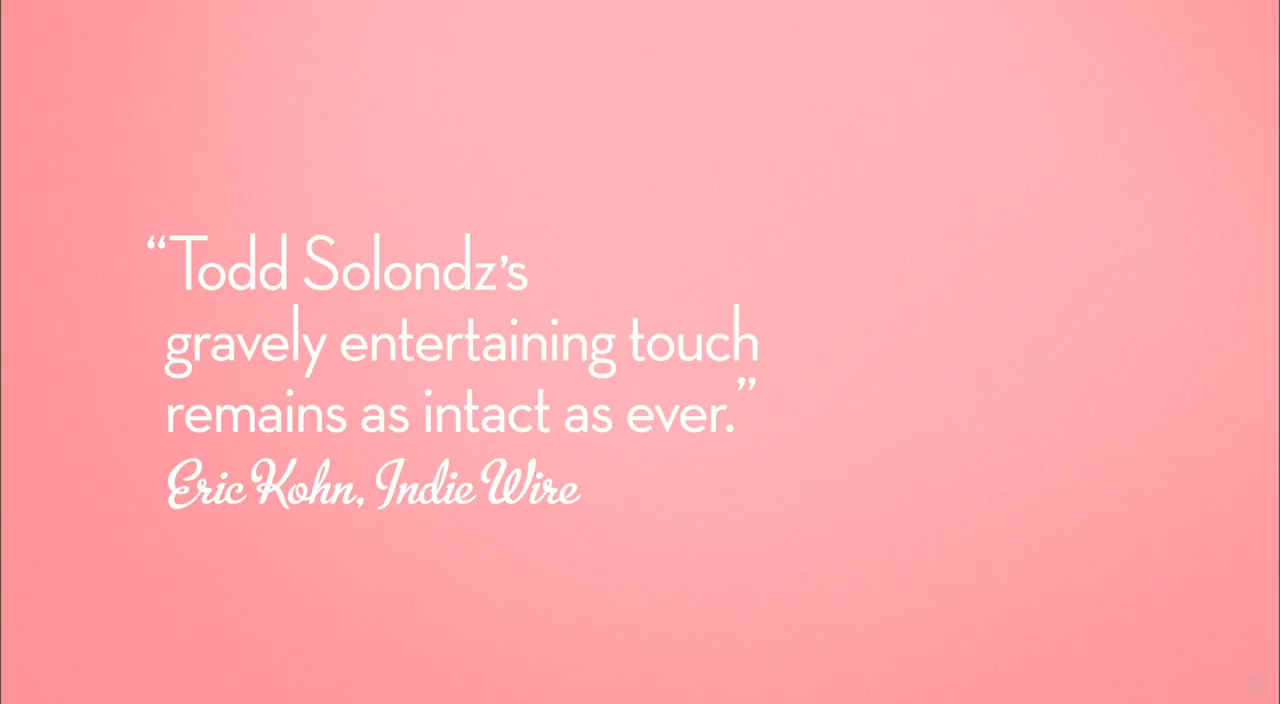 “Todd Solondz’s
gravely entertaining touch
remains as intact as ever.”
Eric Kohn, Indie Wire